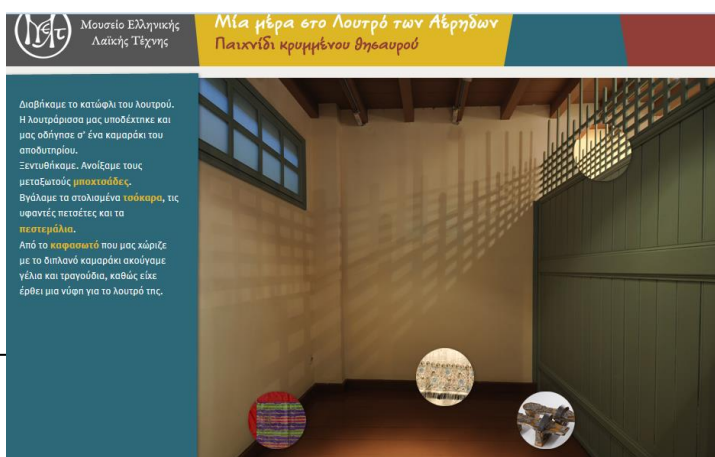 Μουσείο Ελληνικής
Λαϊκής Τέχνης
Μία μέρα στο Λουτρό των Αέρηδων
Παιχνίδι κρυμμένου θησαυρού
Διαβήκαμε το κατώφλι του λουτρού.
Η λουτράρισσα μας υποδέχτηκε και
μας οδήγησε σ' ένα καμαράκι του
αποδυτηρίου.
Ξεντυθήκαμε. Ανοίξαμε τους
μεταξωτούς μποχτσάδες.
Βγάλαμε τα στολισμένα τσόκαρα, τις
υφαντές πετσέτες και τα
πεστεμάλια.
Από το καφασωτό που μας χώριζε
με το διπλανό καμαράκι ακούγαμε
γέλια και τραγούδια, καθώς είχε
έρθει μια νύφη για το λουτρό της.